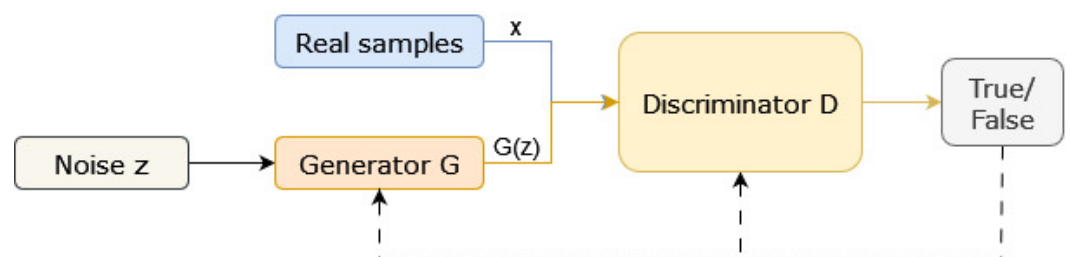 Real samples
x
Discriminator D
True/
False
Noise z
Generator G
G(z)